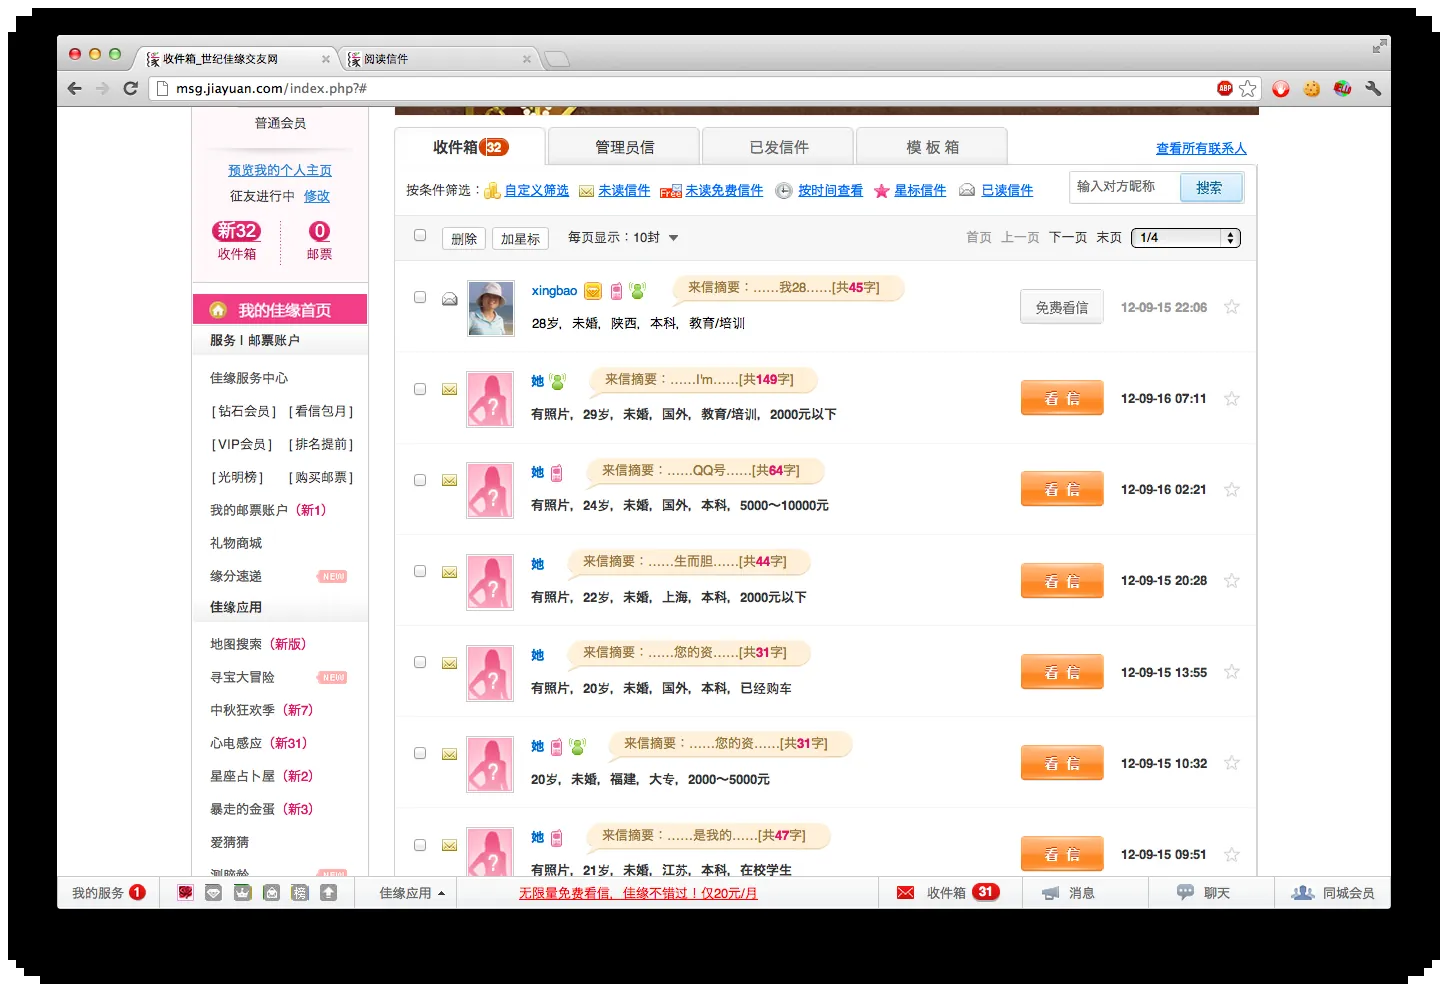 收件箱_世纪佳缘交友网
阅读信件
msg.jiayuan.com/index.php?#
ABP
普通会员
预览我的个人主页
征友进行中 修改
新32 0
收件箱 邮票
我的佳缘首页
服务 | 邮票账户
佳缘服务中心
[钻石会员] [看信包月]
[VIP会员] [排名提前]
[光明榜] [购买邮票]
我的邮票账户 (新1)
礼物商城
缘分速递 NEW
佳缘应用
地图搜索 (新版)
寻宝大冒险 NEW
中秋狂欢季 (新7)
心电感应 (新31)
星座占卜屋 (新2)
暴走的金蛋 (新3)
爱猜猜
测脑龄 NEW
收件箱 32 管理员信 已发信件 模板箱 查看所有联系人
按条件筛选: 自定义筛选 未读信件 Free 未读免费信件 按时间查看 星标信件 已读信件 输入对方昵称 搜索
删除 加星标 每页显示:10封 首页 上一页 下一页 末页 1/4
xingbao 来信摘要:……我28……[共45字]
28岁, 未婚, 陕西, 本科, 教育/培训 免费看信 12-09-15 22:06
她 来信摘要:……I'm……[共149字]
有照片, 29岁, 未婚, 国外, 教育/培训, 2000元以下 看信 12-09-16 07:11
她 来信摘要:……QQ号……[共64字]
有照片, 24岁, 未婚, 国外, 本科, 5000～10000元 看信 12-09-16 02:21
她 来信摘要:……生而胆……[共44字]
有照片, 22岁, 未婚, 上海, 本科, 2000元以下 看信 12-09-15 20:28
她 来信摘要:……您的资……[共31字]
有照片, 20岁, 未婚, 国外, 本科, 已经购车 看信 12-09-15 13:55
她 来信摘要:……您的资……[共31字]
20岁, 未婚, 福建, 大专, 2000～5000元 看信 12-09-15 10:32
她 来信摘要:……是我的……[共47字]
有照片, 21岁, 未婚, 江苏, 本科, 在校学生 看信 12-09-15 09:51
我的服务 1 榜 佳缘应用 无限量免费看信，佳缘不错过！仅20元/月 收件箱 31 消息 聊天 同城会员